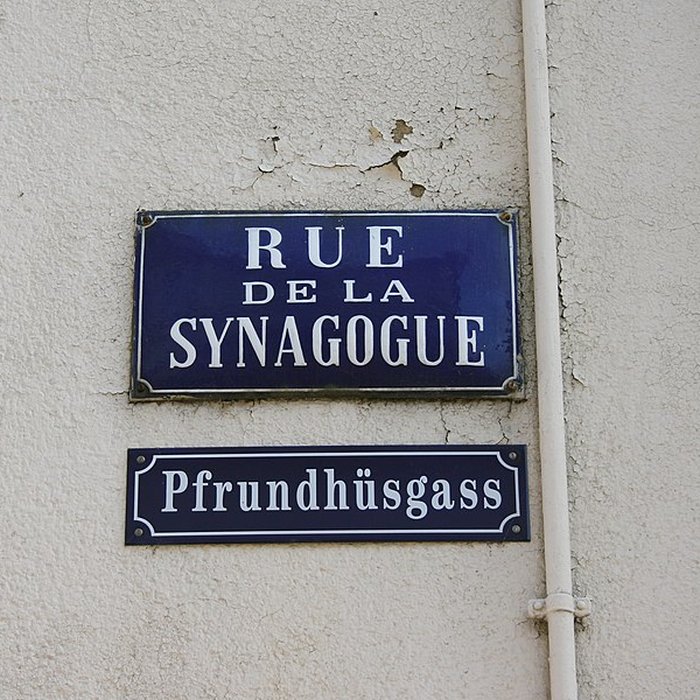 RUE
DE LA
SYNAGOGUE
Pfrundhüsgass